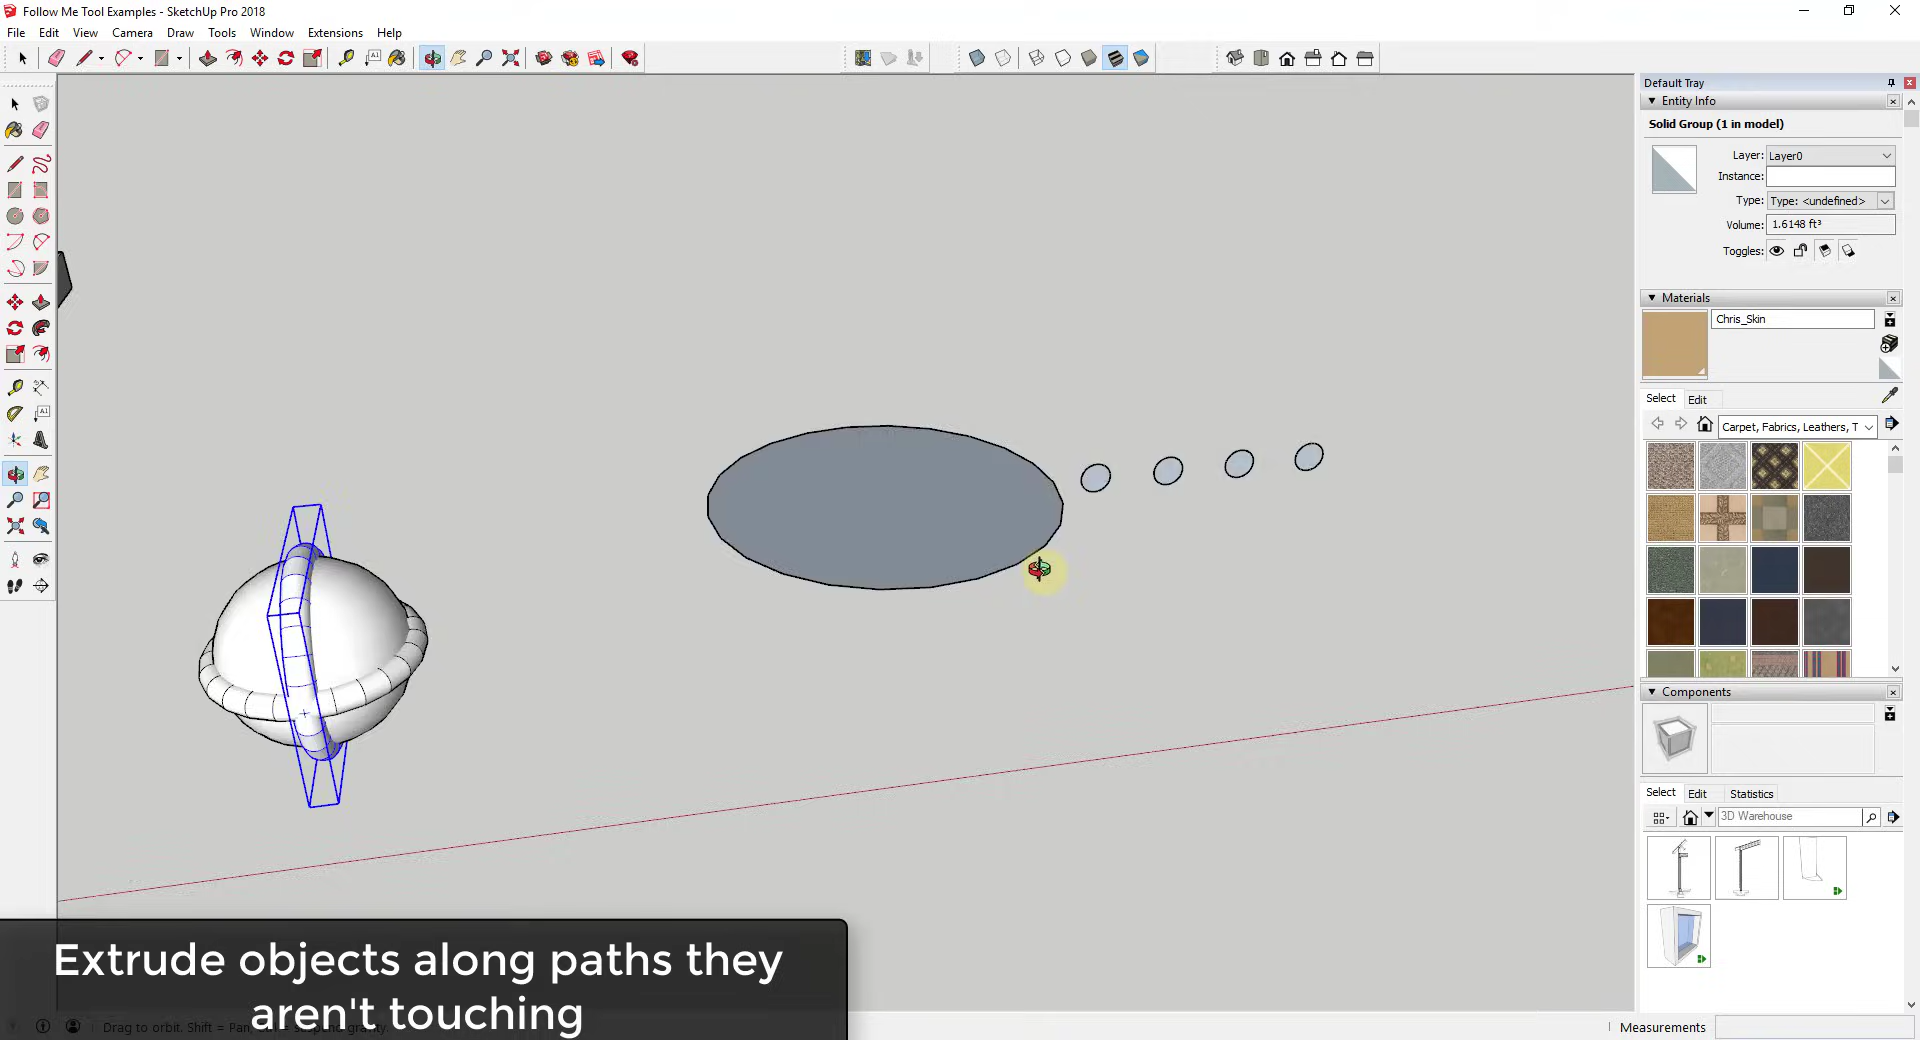 Follow Me Tool Examples - SketchUp Pro 2018
File Edit View Camera Draw Tools Window Extensions Help
Default Tray
Entity Info
Solid Group (1 in model)
Layer: Layer0
Instance:
Type: Type: <undefined>
Volume: 1.6148 ft³
Toggles:
Materials
Chris_Skin
Select Edit
Carpet, Fabrics, Leathers, T
Components
Select Edit Statistics
3D Warehouse
Extrude objects along paths they
aren't touching
Drag to orbit. Shift = Pan,
Measurements